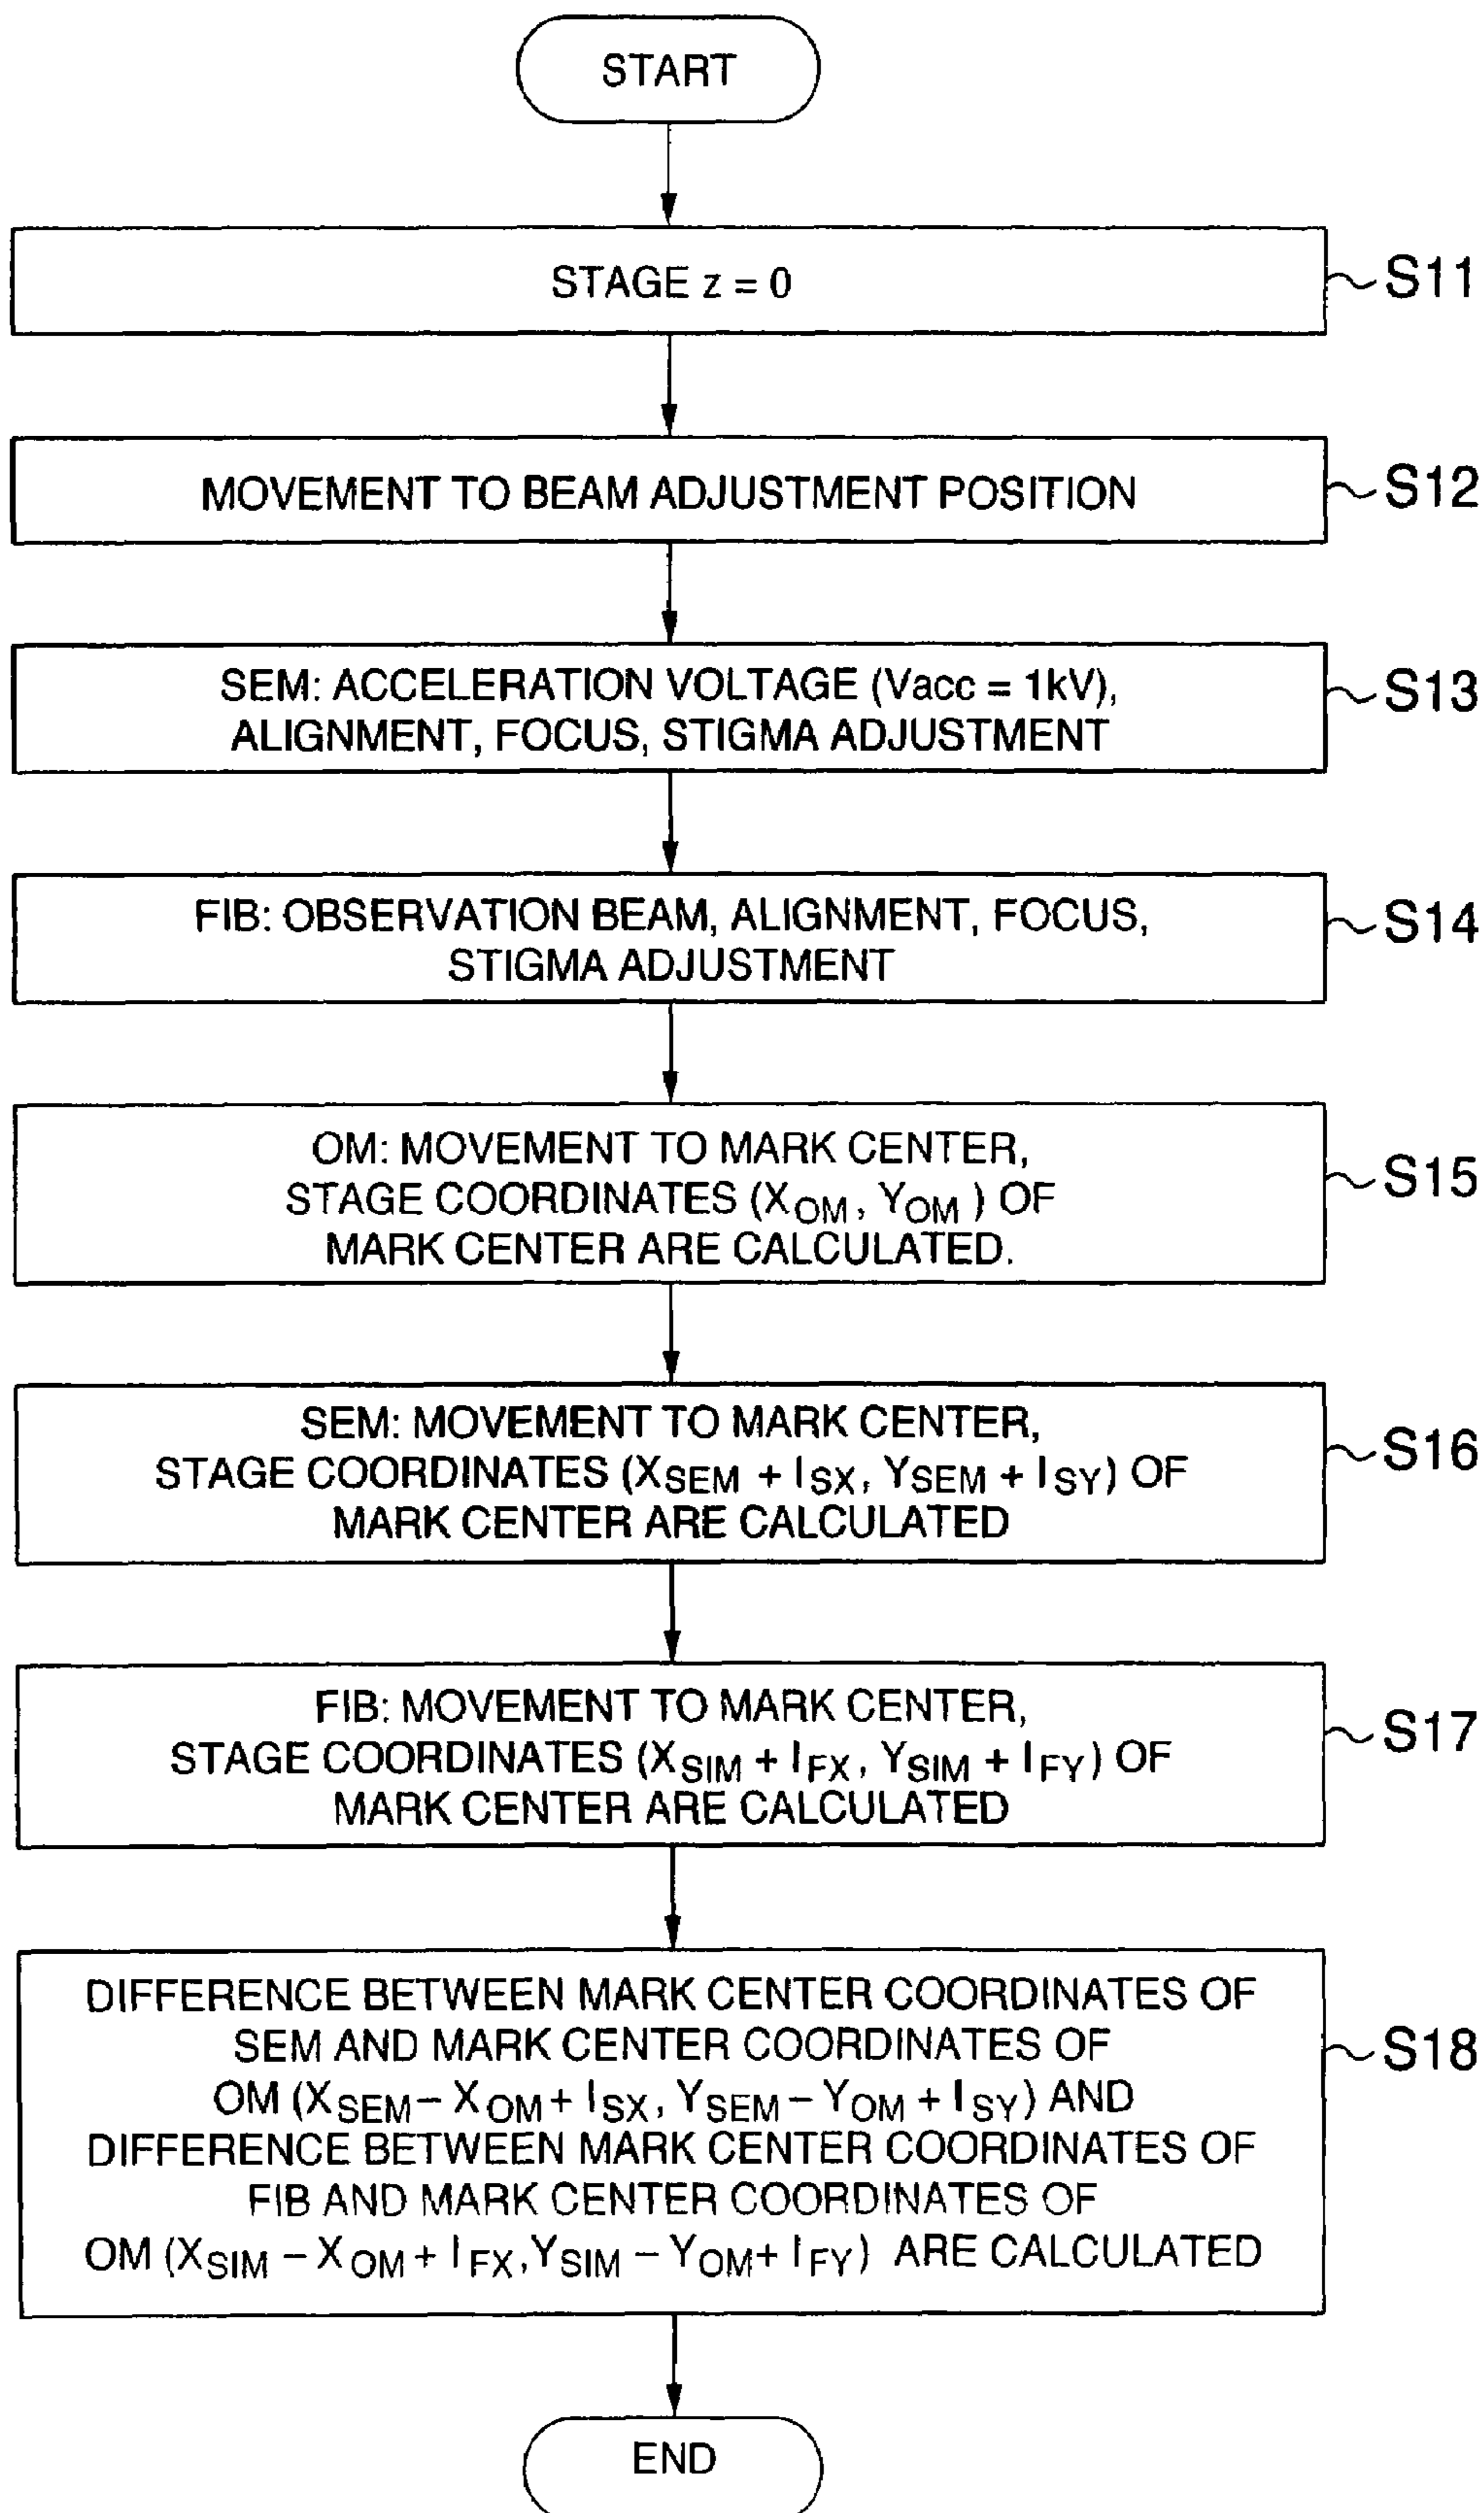 START
STAGE z = 0
S11
MOVEMENT TO BEAM ADJUSTMENT POSITION
S12
SEM: ACCELERATION VOLTAGE (Vacc = 1kV),
ALIGNMENT, FOCUS, STIGMA ADJUSTMENT
S13
FIB: OBSERVATION BEAM, ALIGNMENT, FOCUS,
STIGMA ADJUSTMENT
S14
OM: MOVEMENT TO MARK CENTER,
STAGE COORDINATES (XOM, YOM ) OF
MARK CENTER ARE CALCULATED.
S15
SEM: MOVEMENT TO MARK CENTER,
STAGE COORDINATES (XSEM + ISX, YSEM + ISY) OF
MARK CENTER ARE CALCULATED
S16
FIB: MOVEMENT TO MARK CENTER,
STAGE COORDINATES (XSIM + IFX, YSIM + IFY) OF
MARK CENTER ARE CALCULATED
S17
DIFFERENCE BETWEEN MARK CENTER COORDINATES OF
SEM AND MARK CENTER COORDINATES OF
OM (XSEM – XOM + ISX, YSEM – YOM + ISY) AND
DIFFERENCE BETWEEN MARK CENTER COORDINATES OF
FIB AND MARK CENTER COORDINATES OF
OM (XSIM – XOM + IFX, YSIM – YOM + IFY) ARE CALCULATED
S18
END